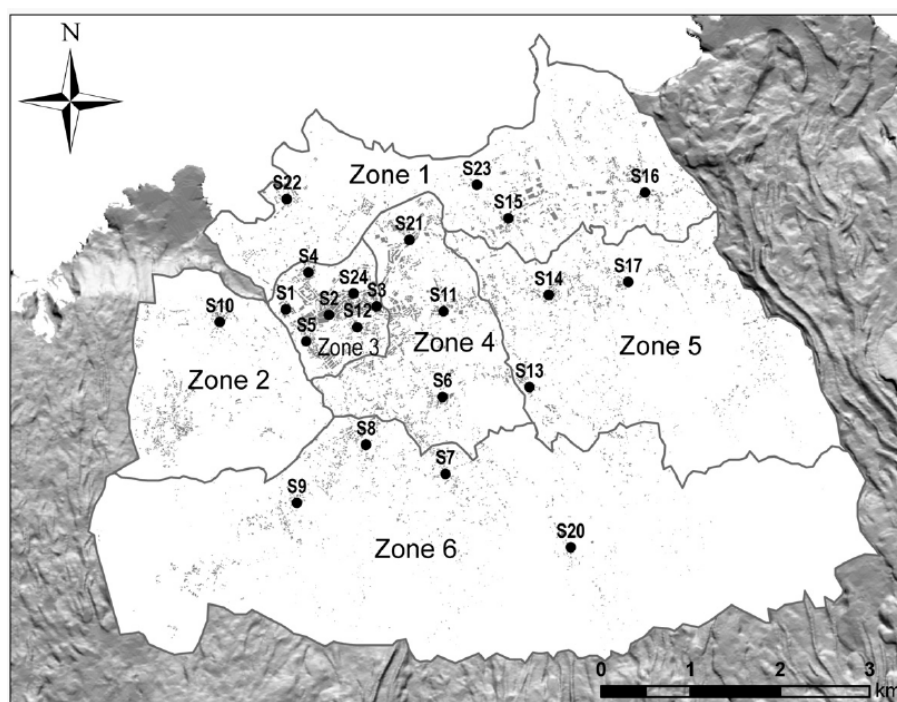 N
Zone 1
S23
S16
S22
S15
S21
S4
S24
S3
S14
S17
S1
S2
S10
S12
S11
S5
Zone 3
Zone 4
Zone 5
Zone 2
S13
S6
S8
S7
S9
S20
Zone 6
0 1 2 3
km